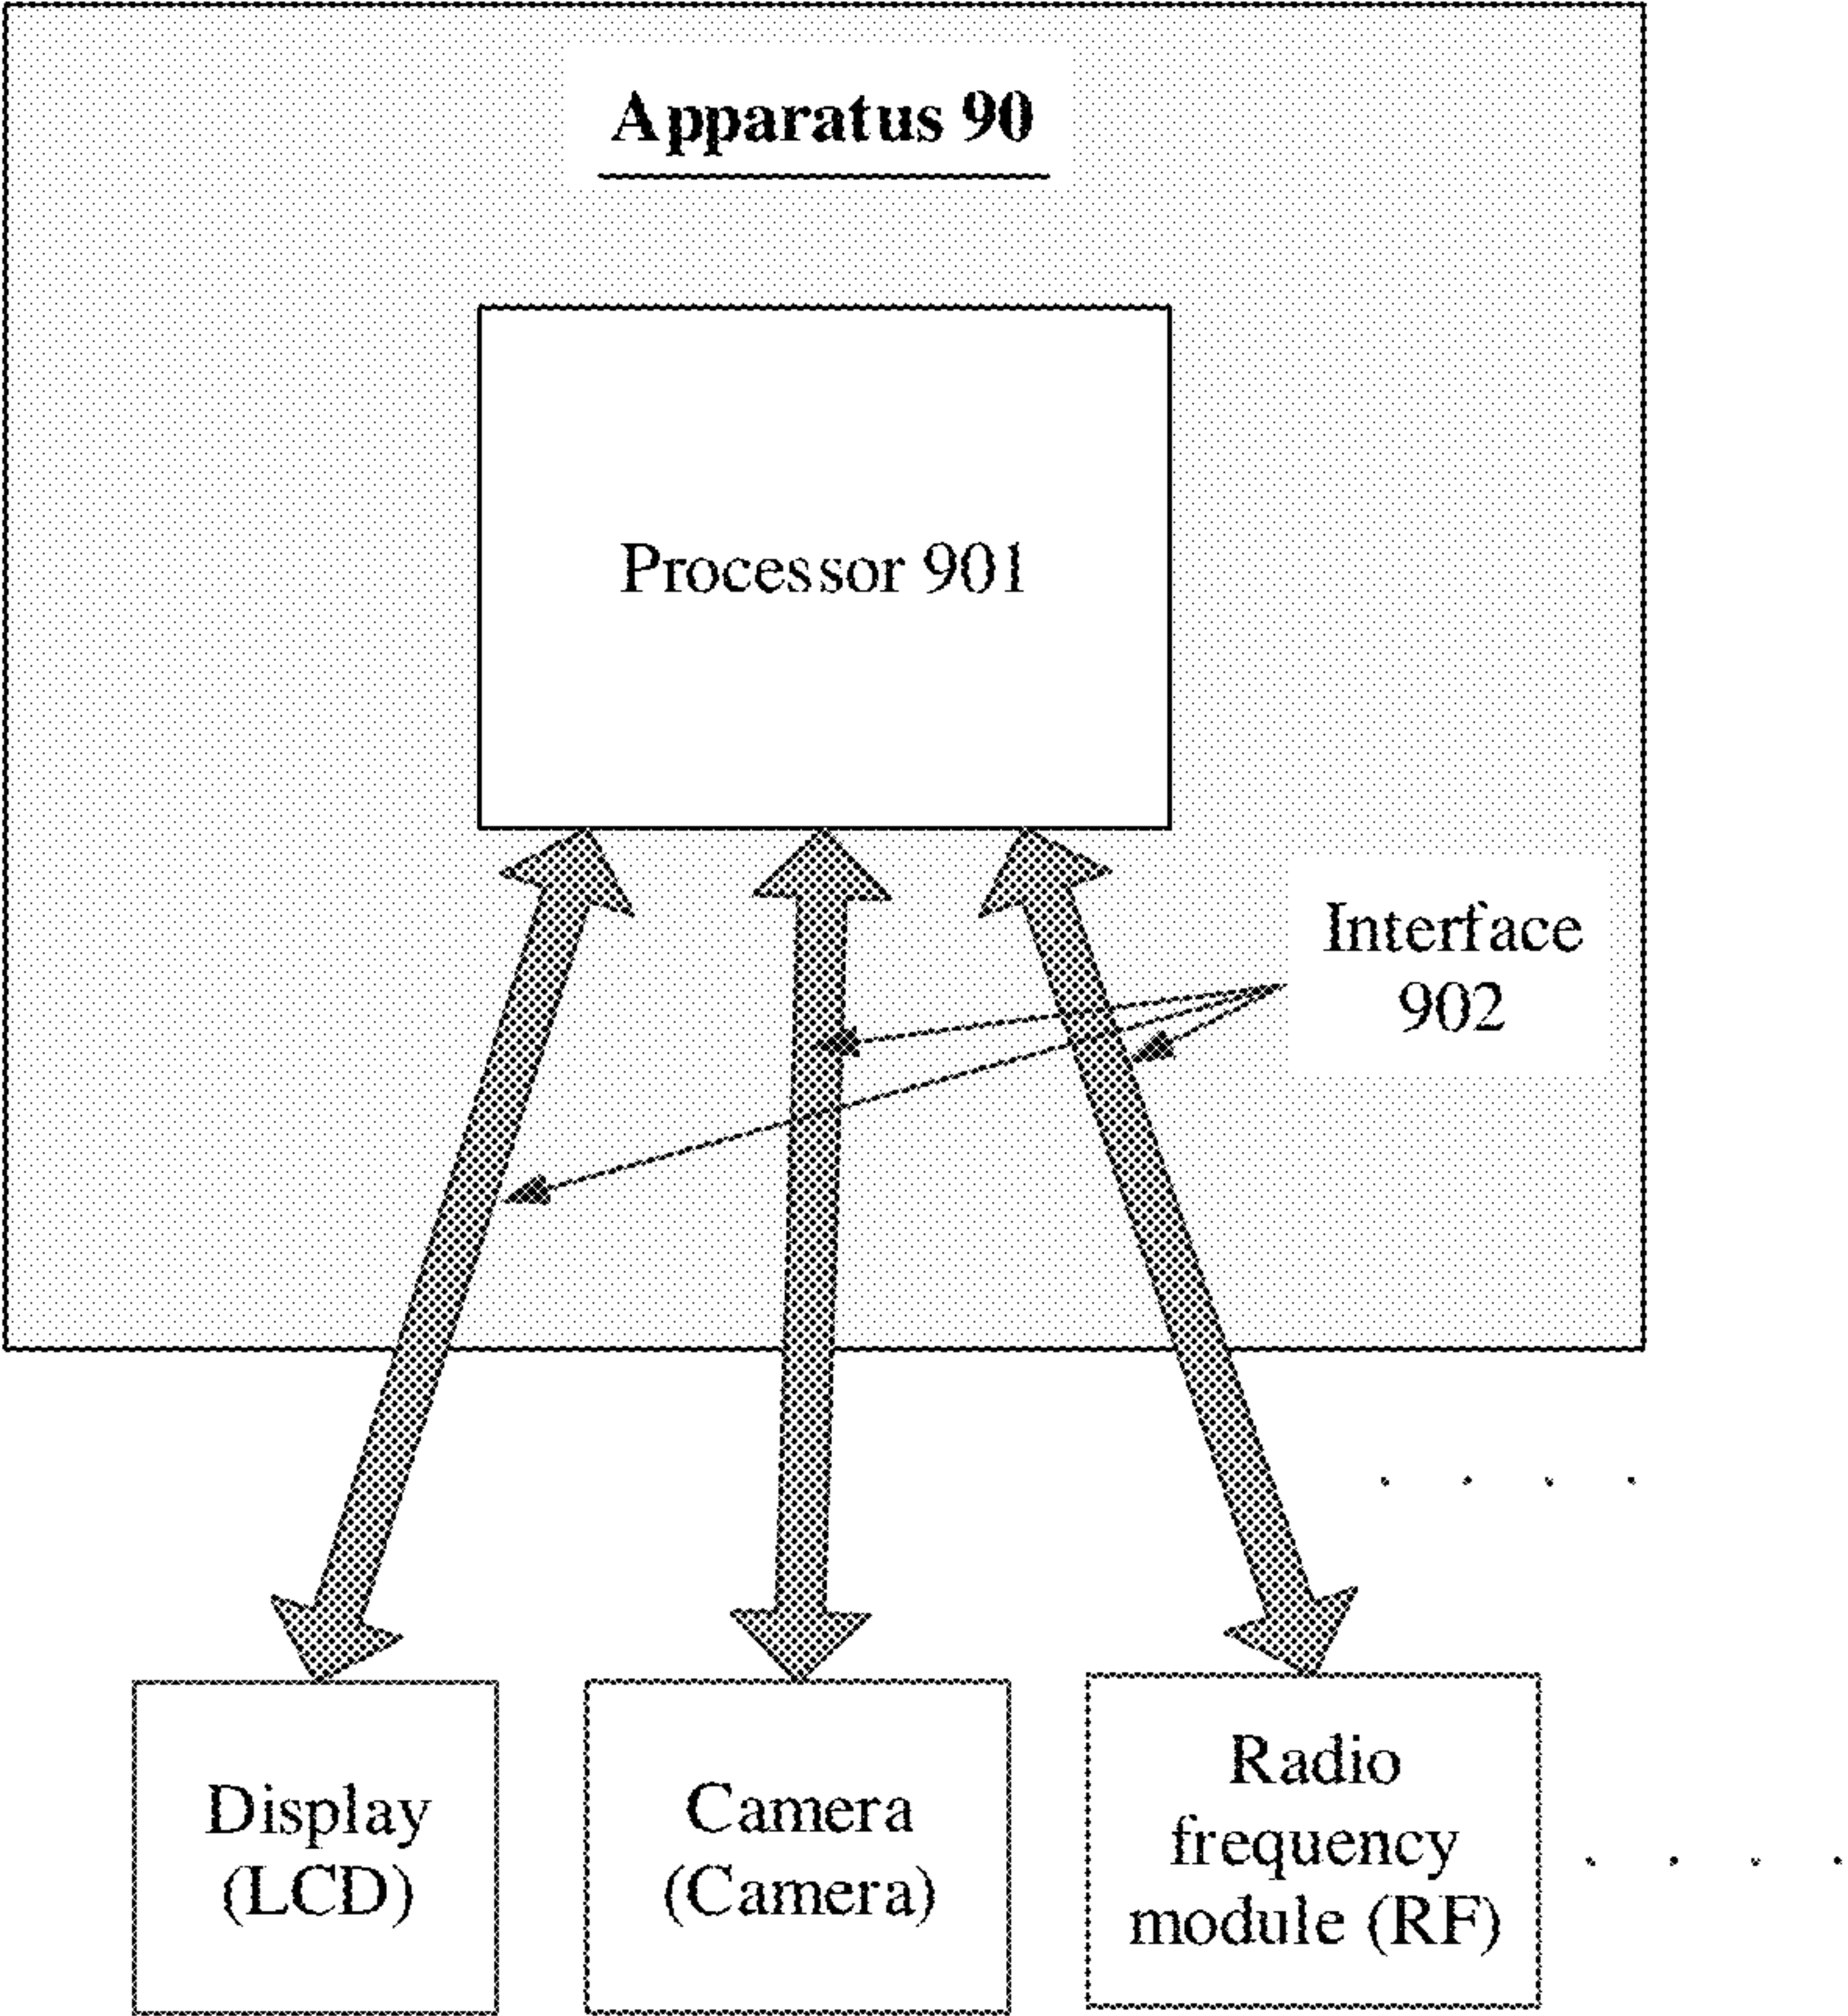 Apparatus 90
Processor 901
Interface
902
. . . .
Display
(LCD)
Camera
(Camera)
Radio
frequency
module (RF)
. . . .